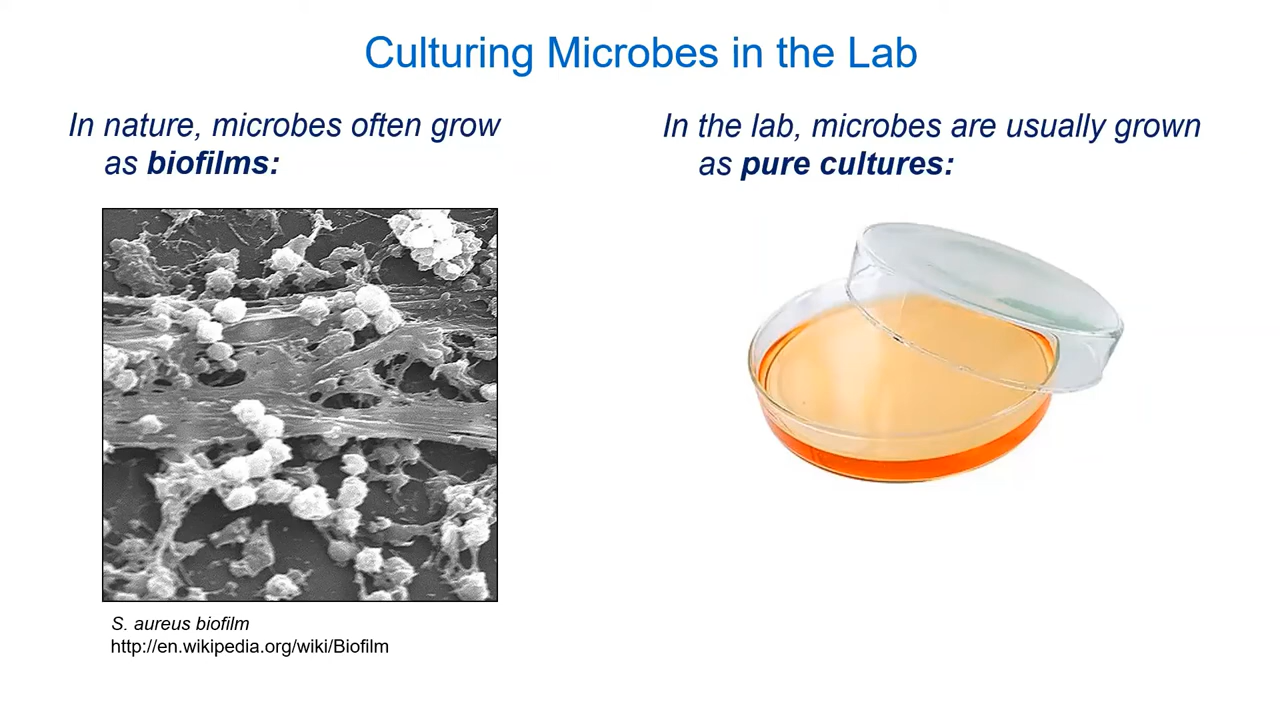 Culturing Microbes in the Lab
In nature, microbes often grow
as biofilms:
In the lab, microbes are usually grown
as pure cultures:
S. aureus biofilm
http://en.wikipedia.org/wiki/Biofilm